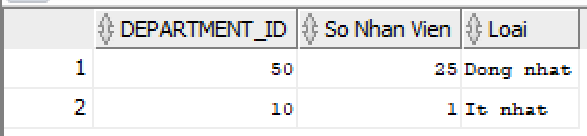 DEPARTMENT_ID So Nhan Vien Loai
1 50 25 Dong nhat
2 10 1 It nhat